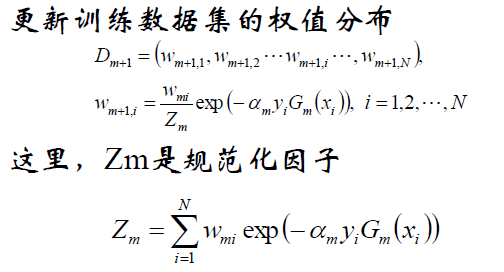 更新训练数据集的权值分布
D_{m+1} = (w_{m+1,1}, w_{m+1,2} ⋯ w_{m+1,i} ⋯, w_{m+1,N}),
w_{m+1,i} = \frac{w_{mi}}{Z_m} exp(−α_m y_i G_m(x_i)), i = 1,2,⋯,N
这里，Zm是规范化因子
Z_m = \sum_{i=1}^{N} w_{mi} exp(−α_m y_i G_m(x_i))